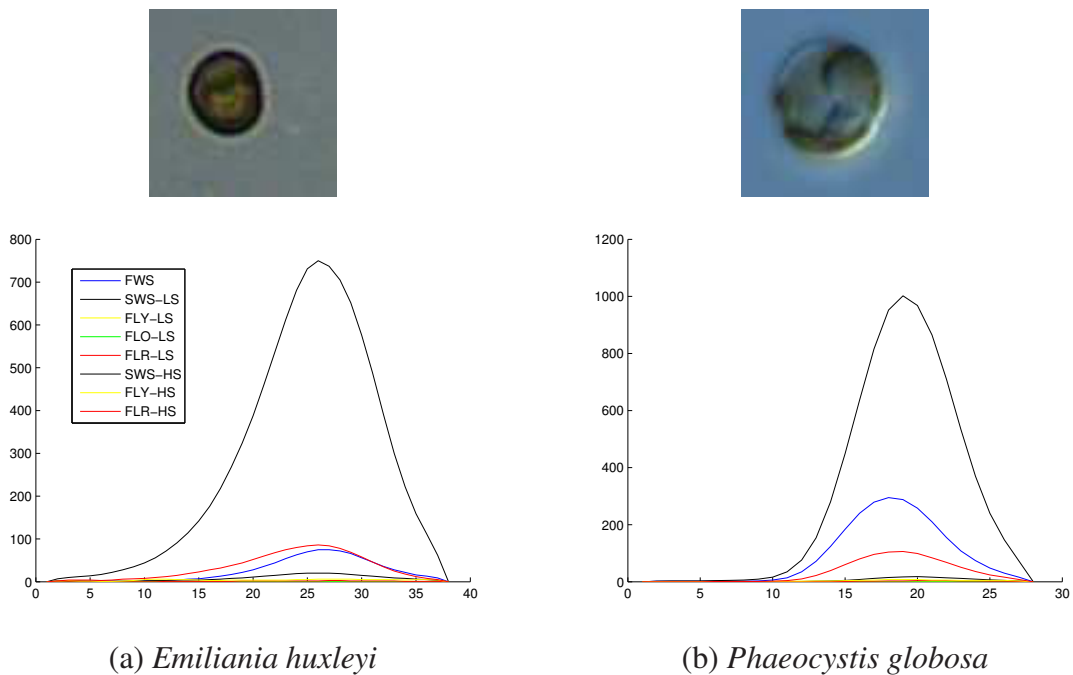 800
700
600
500
400
300
200
100
0
0 5 10 15 20 25 30 35 40
FWS
SWS-LS
FLY-LS
FLO-LS
FLR-LS
SWS-HS
FLY-HS
FLR-HS
(a) Emiliania huxleyi
1200
1000
800
600
400
200
0
0 5 10 15 20 25 30
(b) Phaeocystis globosa